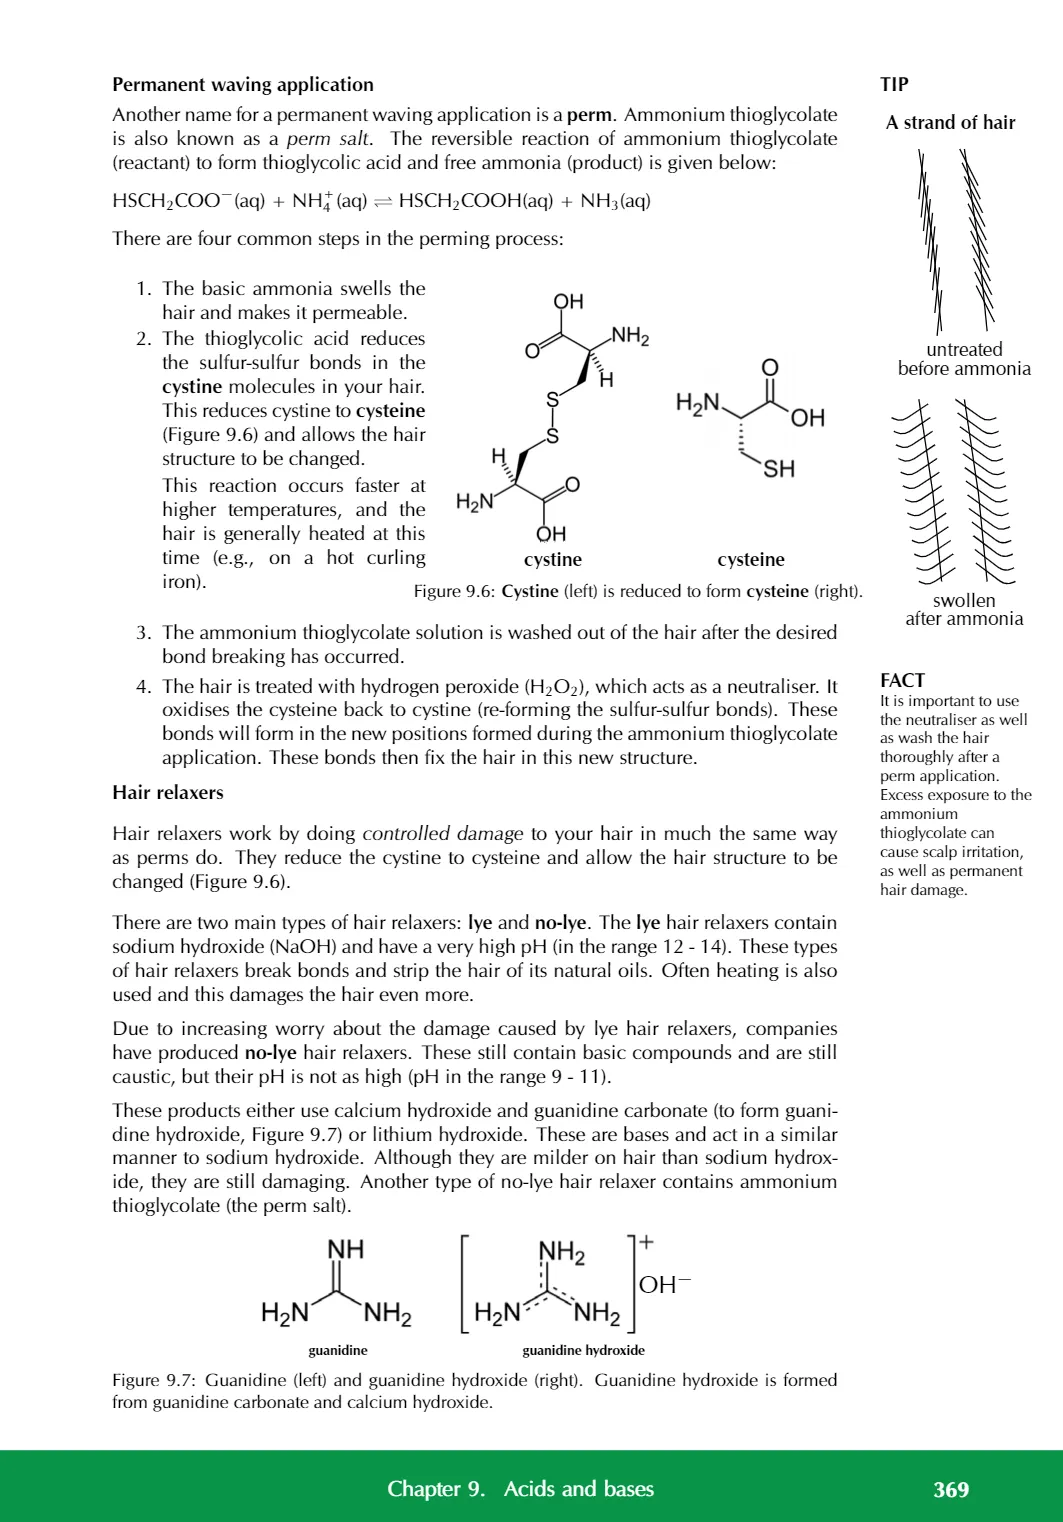 Permanent waving application
Another name for a permanent waving application is a perm. Ammonium thioglycolate
is also known as a perm salt. The reversible reaction of ammonium thioglycolate
(reactant) to form thioglycolic acid and free ammonia (product) is given below:
HSCH₂COO⁻(aq) + NH₄⁺(aq) ⇌ HSCH₂COOH(aq) + NH₃(aq)
There are four common steps in the perming process:
1. The basic ammonia swells the
hair and makes it permeable.
2. The thioglycolic acid reduces
the sulfur-sulfur bonds in the
cystine molecules in your hair.
This reduces cystine to cysteine
(Figure 9.6) and allows the hair
structure to be changed.
This reaction occurs faster at
higher temperatures, and the
hair is generally heated at this
time (e.g., on a hot curling
iron).
OH
O
NH₂
H
S
S
H
H₂N
O
OH
cystine
O
H₂N
OH
SH
cysteine
Figure 9.6: Cystine (left) is reduced to form cysteine (right).
3. The ammonium thioglycolate solution is washed out of the hair after the desired
bond breaking has occurred.
4. The hair is treated with hydrogen peroxide (H₂O₂), which acts as a neutraliser. It
oxidises the cysteine back to cystine (re-forming the sulfur-sulfur bonds). These
bonds will form in the new positions formed during the ammonium thioglycolate
application. These bonds then fix the hair in this new structure.
Hair relaxers
Hair relaxers work by doing controlled damage to your hair in much the same way
as perms do. They reduce the cystine to cysteine and allow the hair structure to be
changed (Figure 9.6).
There are two main types of hair relaxers: lye and no-lye. The lye hair relaxers contain
sodium hydroxide (NaOH) and have a very high pH (in the range 12 - 14). These types
of hair relaxers break bonds and strip the hair of its natural oils. Often heating is also
used and this damages the hair even more.
Due to increasing worry about the damage caused by lye hair relaxers, companies
have produced no-lye hair relaxers. These still contain basic compounds and are still
caustic, but their pH is not as high (pH in the range 9 - 11).
These products either use calcium hydroxide and guanidine carbonate (to form guani-
dine hydroxide, Figure 9.7) or lithium hydroxide. These are bases and act in a similar
manner to sodium hydroxide. Although they are milder on hair than sodium hydrox-
ide, they are still damaging. Another type of no-lye hair relaxer contains ammonium
thioglycolate (the perm salt).
NH
H₂N
NH₂
guanidine
NH₂
H₂N
NH₂
+
OH⁻
guanidine hydroxide
Figure 9.7: Guanidine (left) and guanidine hydroxide (right). Guanidine hydroxide is formed
from guanidine carbonate and calcium hydroxide.
TIP
A strand of hair
untreated
before ammonia
swollen
after ammonia
FACT
It is important to use
the neutraliser as well
as wash the hair
thoroughly after a
perm application.
Excess exposure to the
ammonium
thioglycolate can
cause scalp irritation,
as well as permanent
hair damage.
Chapter 9. Acids and bases
369